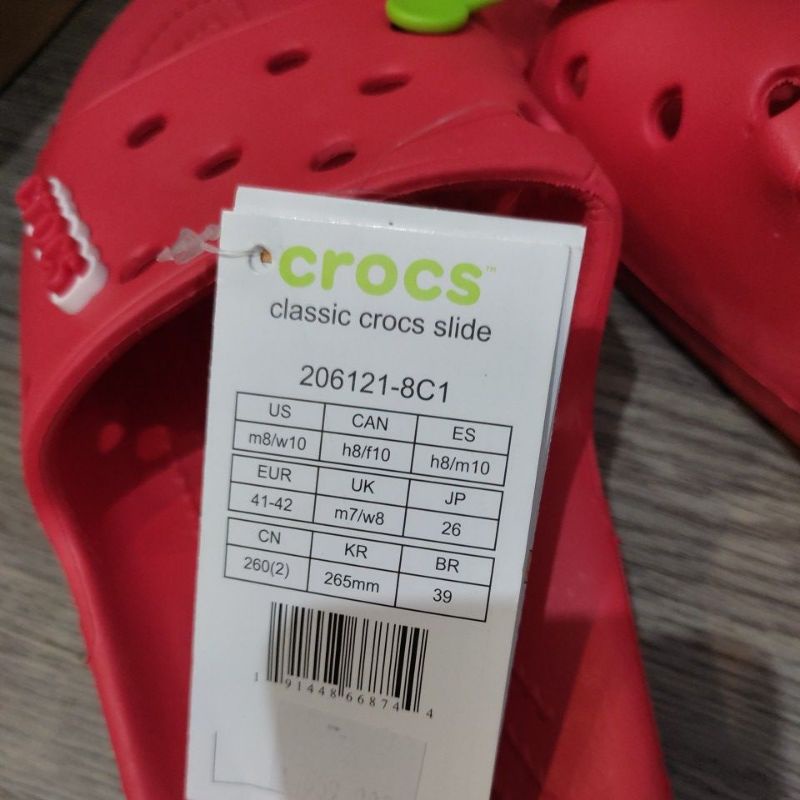 crocs™
classic crocs slide
206121-8C1
US CAN ES
m8/w10 h8/f10 h8/m10
EUR UK JP
41-42 m7/w8 26
CN KR BR
260(2) 265mm 39
1 91448 66874 4